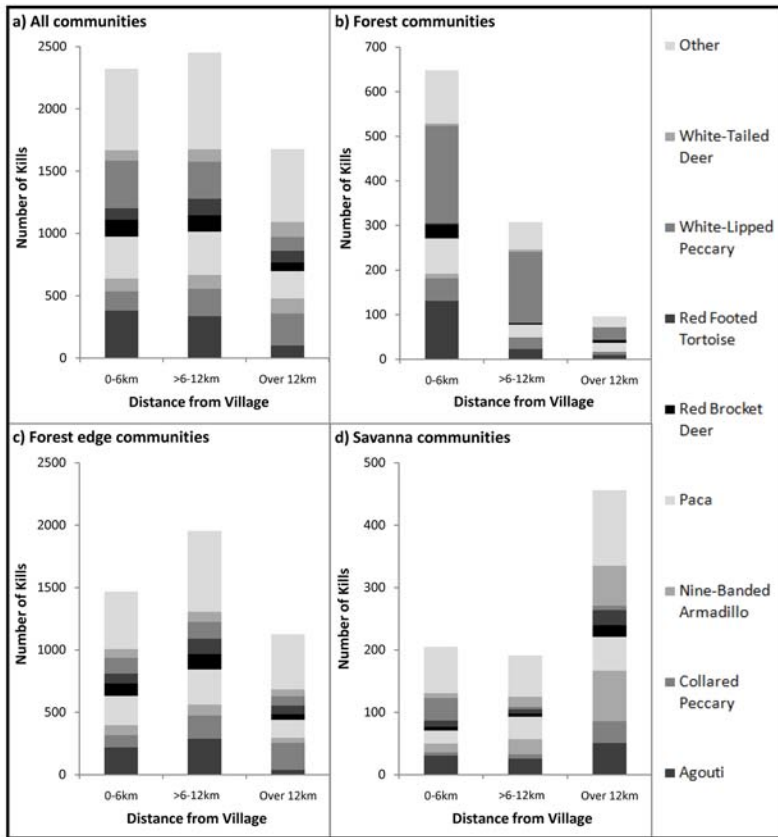 a) All communities
2500
2000
1500
1000
500
0
Number of Kills
0-6km >6-12km Over 12km
Distance from Village
b) Forest communities
700
600
500
400
300
200
100
0
Number of Kills
0-6km >6-12km Over 12km
Distance from Village
c) Forest edge communities
2500
2000
1500
1000
500
0
Number of Kills
0-6km >6-12km Over 12km
Distance from Village
d) Savanna communities
500
400
300
200
100
0
Number of Kills
0-6km >6-12km Over 12km
Distance from Village
Other
White-Tailed
Deer
White-Lipped
Peccary
Red Footed
Tortoise
Red Brocket
Deer
Paca
Nine-Banded
Armadillo
Collared
Peccary
Agouti